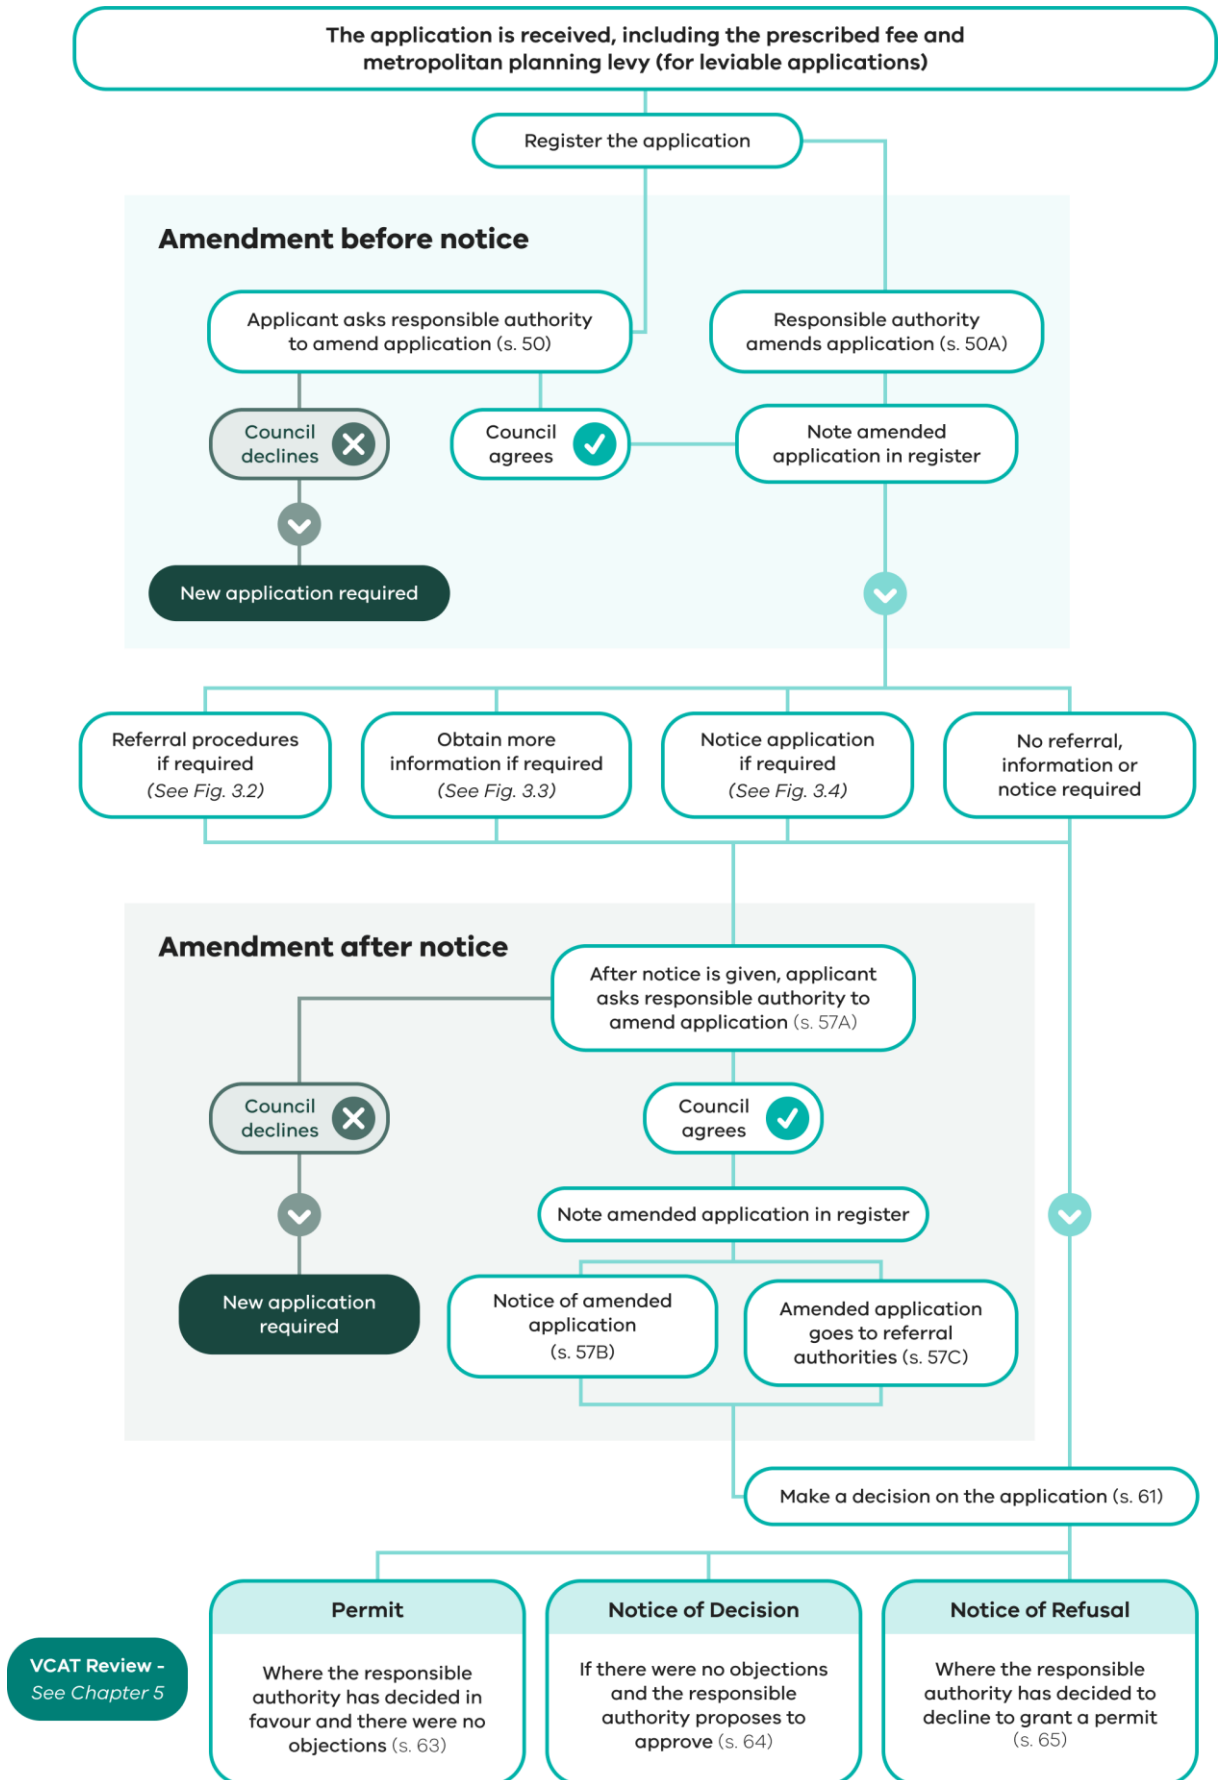 The application is received, including the prescribed fee and
metropolitan planning levy (for leviable applications)
Register the application
Amendment before notice
Applicant asks responsible authority
to amend application (s. 50)
Responsible authority
amends application (s. 50A)
Council
declines
Council
agrees
Note amended
application in register
New application required
Referral procedures
if required
(See Fig. 3.2)
Obtain more
information if required
(See Fig. 3.3)
Notice application
if required
(See Fig. 3.4)
No referral,
information or
notice required
Amendment after notice
After notice is given, applicant
asks responsible authority to
amend application (s. 57A)
Council
declines
Council
agrees
Note amended application in register
New application
required
Notice of amended
application
(s. 57B)
Amended application
goes to referral
authorities (s. 57C)
Make a decision on the application (s. 61)
VCAT Review -
See Chapter 5
Permit
Where the responsible
authority has decided in
favour and there were no
objections (s. 63)
Notice of Decision
If there were no objections
and the responsible
authority proposes to
approve (s. 64)
Notice of Refusal
Where the responsible
authority has decided to
decline to grant a permit
(s. 65)